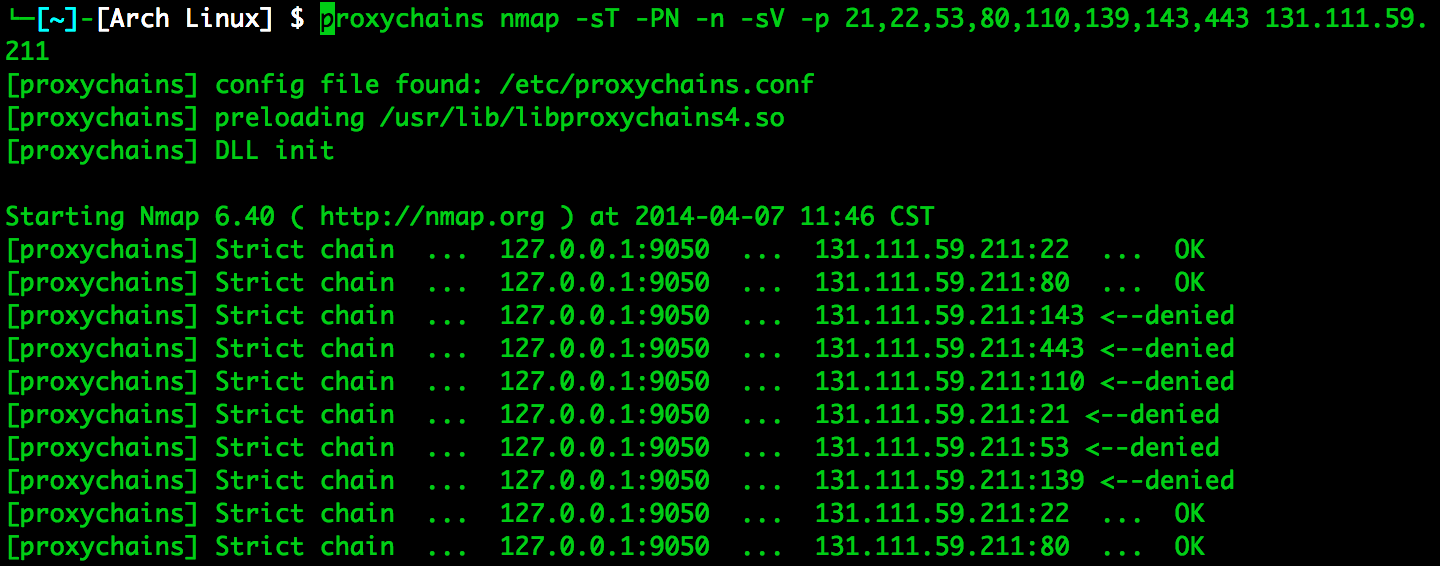 └─[~]-[Arch Linux] $ proxychains nmap -sT -PN -n -sV -p 21,22,53,80,110,139,143,443 131.111.59.
211
[proxychains] config file found: /etc/proxychains.conf
[proxychains] preloading /usr/lib/libproxychains4.so
[proxychains] DLL init

Starting Nmap 6.40 ( http://nmap.org ) at 2014-04-07 11:46 CST
[proxychains] Strict chain  ...  127.0.0.1:9050  ...  131.111.59.211:22  ...  OK
[proxychains] Strict chain  ...  127.0.0.1:9050  ...  131.111.59.211:80  ...  OK
[proxychains] Strict chain  ...  127.0.0.1:9050  ...  131.111.59.211:143 <--denied
[proxychains] Strict chain  ...  127.0.0.1:9050  ...  131.111.59.211:443 <--denied
[proxychains] Strict chain  ...  127.0.0.1:9050  ...  131.111.59.211:110 <--denied
[proxychains] Strict chain  ...  127.0.0.1:9050  ...  131.111.59.211:21 <--denied
[proxychains] Strict chain  ...  127.0.0.1:9050  ...  131.111.59.211:53 <--denied
[proxychains] Strict chain  ...  127.0.0.1:9050  ...  131.111.59.211:139 <--denied
[proxychains] Strict chain  ...  127.0.0.1:9050  ...  131.111.59.211:22  ...  OK
[proxychains] Strict chain  ...  127.0.0.1:9050  ...  131.111.59.211:80  ...  OK